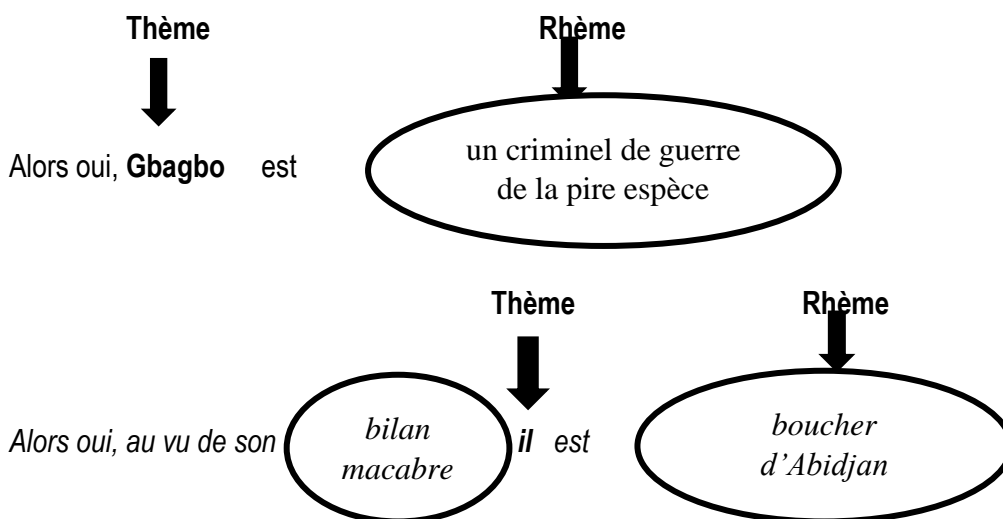 Thème Rhème
Alors oui, Gbagbo est un criminel de guerre
de la pire espèce
Thème Rhème
Alors oui, au vu de son bilan
macabre il est boucher
d’Abidjan